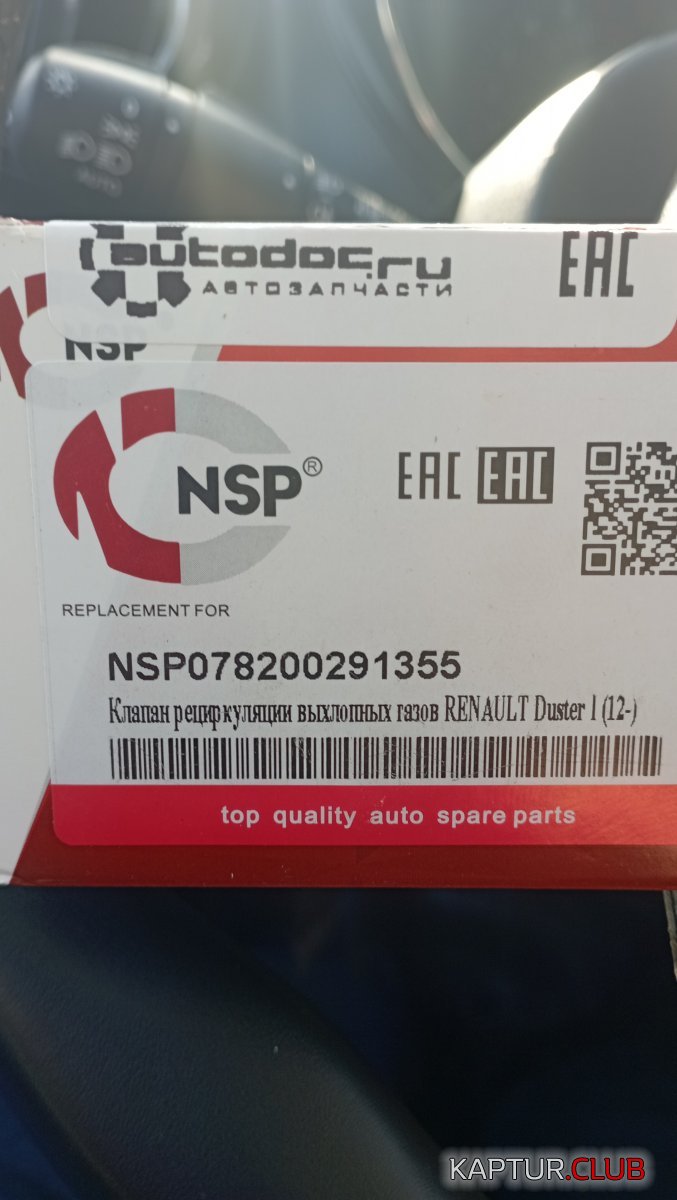 AUTO
autodoc.ru
АВТОЗАПЧАСТИ
EAC
NSP
NSP®
EAC EAC
REPLACEMENT FOR
NSP078200291355
Клапан рециркуляции выхлопных газов RENAULT Duster I (12-)
top quality auto spare parts
KAPTUR.CLUB